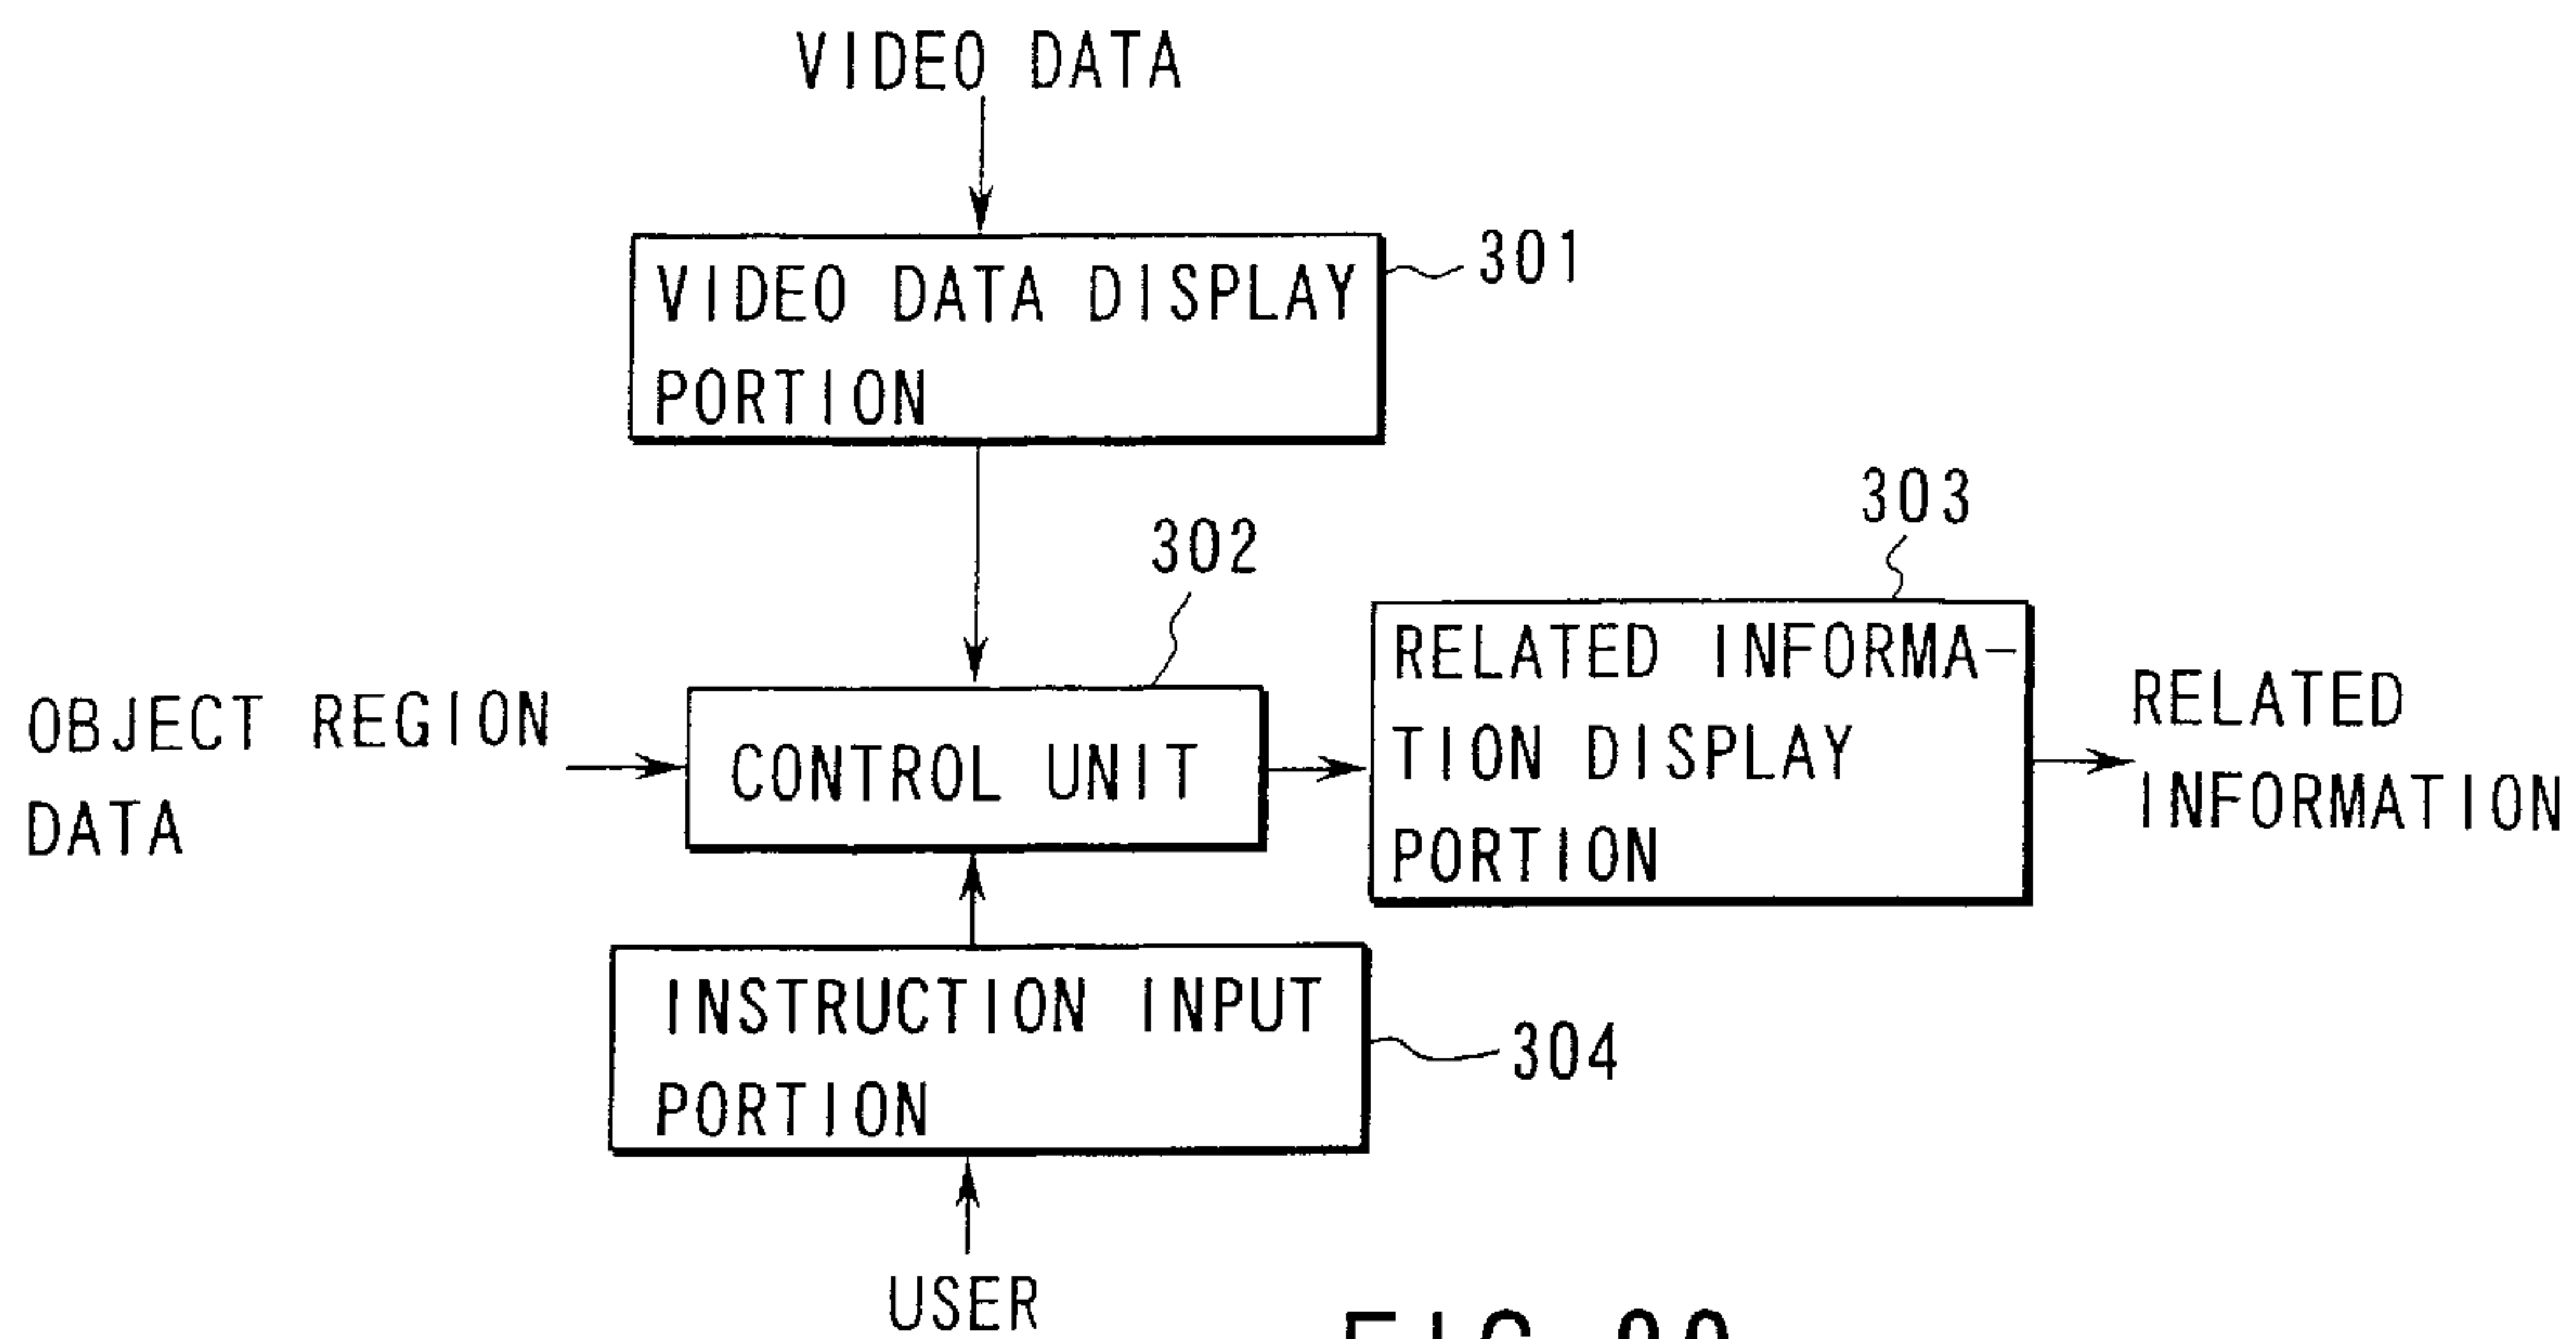 VIDEO DATA
VIDEO DATA DISPLAY
PORTION
301
302
303
OBJECT REGION
DATA
CONTROL UNIT
RELATED INFORMA-
TION DISPLAY
PORTION
RELATED
INFORMATION
INSTRUCTION INPUT
PORTION
304
USER